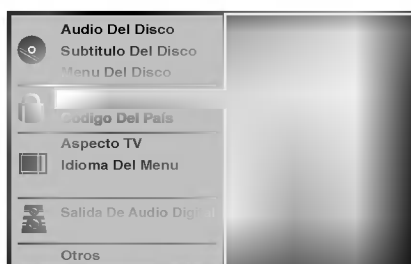 Audio Del Disco
Subtitulo Del Disco
Menu Del Disco
Codigo Del País
Aspecto TV
Idioma Del Menu
Salida De Audio Digital
Otros